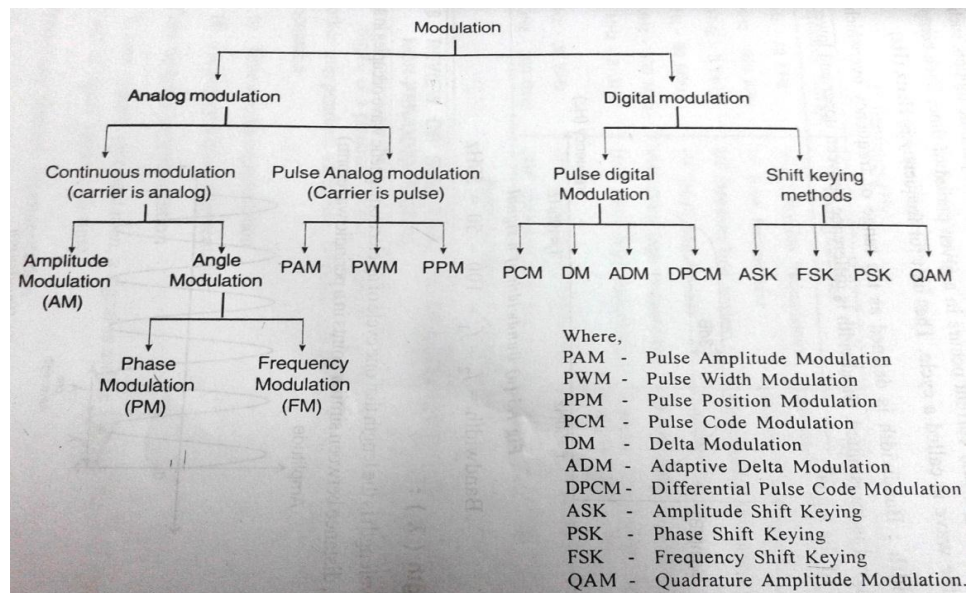 Modulation
Analog modulation
Digital modulation
Continuous modulation
(carrier is analog)
Pulse Analog modulation
(Carrier is pulse)
Pulse digital
Modulation
Shift keying
methods
Amplitude
Modulation
(AM)
Angle
Modulation
PAM PWM PPM
PCM DM ADM DPCM ASK FSK PSK QAM
Phase
Modulation
(PM)
Frequency
Modulation
(FM)
Where,
PAM - Pulse Amplitude Modulation
PWM - Pulse Width Modulation
PPM - Pulse Position Modulation
PCM - Pulse Code Modulation
DM - Delta Modulation
ADM - Adaptive Delta Modulation
DPCM - Differential Pulse Code Modulation
ASK - Amplitude Shift Keying
PSK - Phase Shift Keying
FSK - Frequency Shift Keying
QAM - Quadrature Amplitude Modulation.